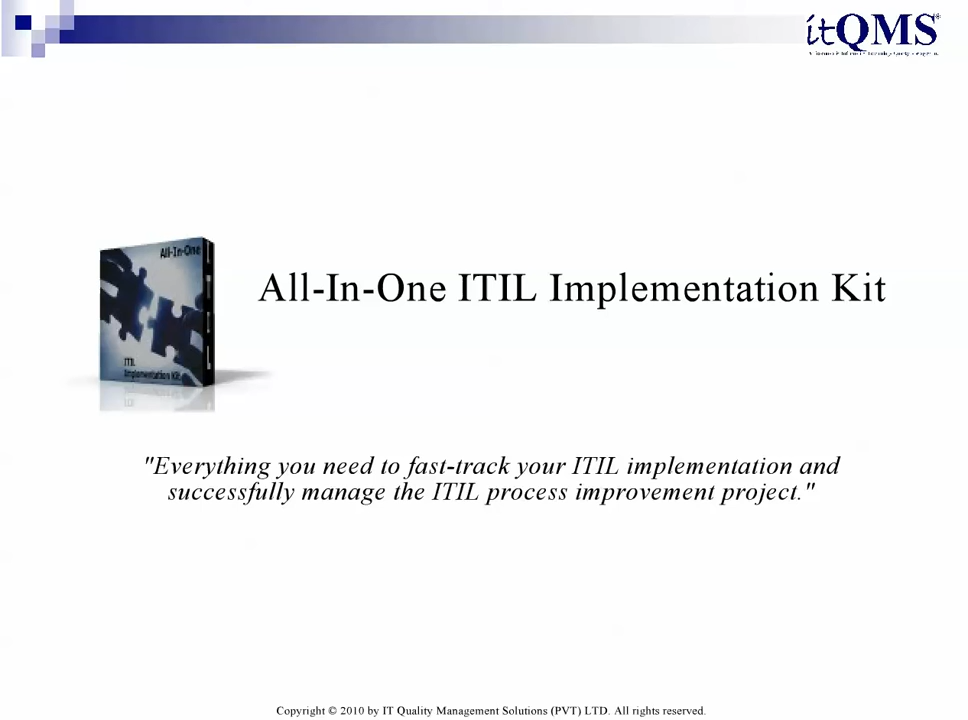 itQMS
All-In-One
ITIL
Implementation Kit
All-In-One ITIL Implementation Kit
"Everything you need to fast-track your ITIL implementation and
successfully manage the ITIL process improvement project."
Copyright © 2010 by IT Quality Management Solutions (PVT) LTD. All rights reserved.